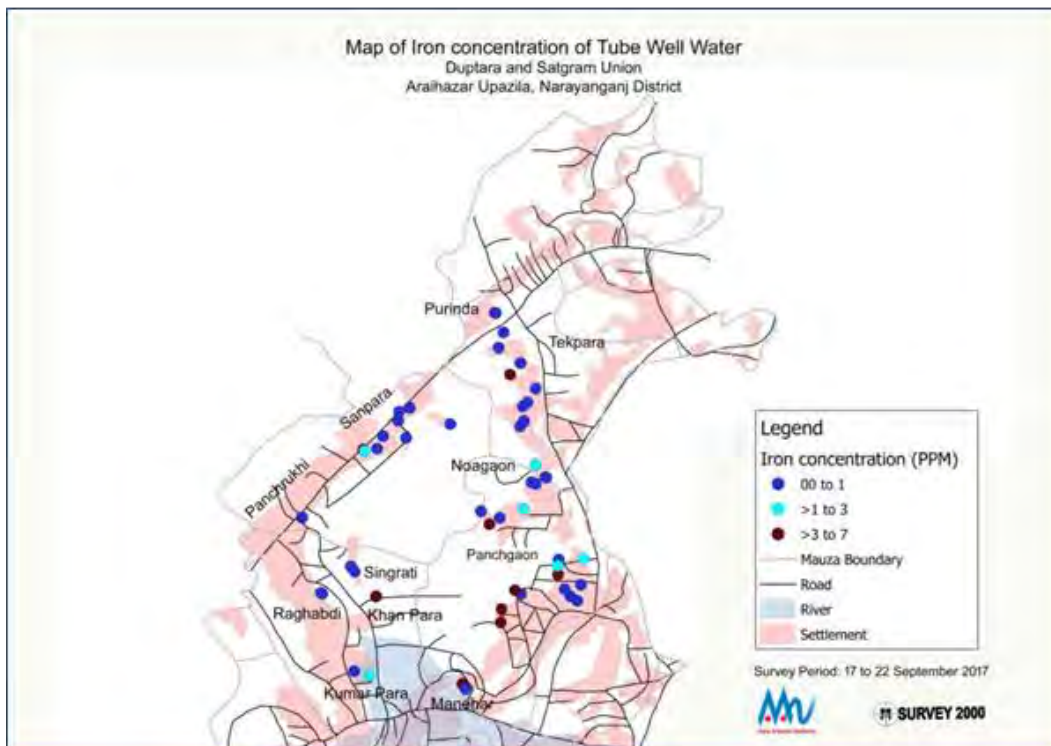 Map of Iron concentration of Tube Well Water
Duptara and Satgram Union
Araihazar Upazila, Narayanganj District
Purinda
Tekpara
Sanpara
Noagaon
Panchrukhi
Panchgaon
Singrati
Raghabdi
Khan Para
Kumar Para
Manohar
Legend
Iron concentration (PPM)
00 to 1
>1 to 3
>3 to 7
Mauza Boundary
Road
River
Settlement
Survey Period: 17 to 22 September 2017
SURVEY 2000